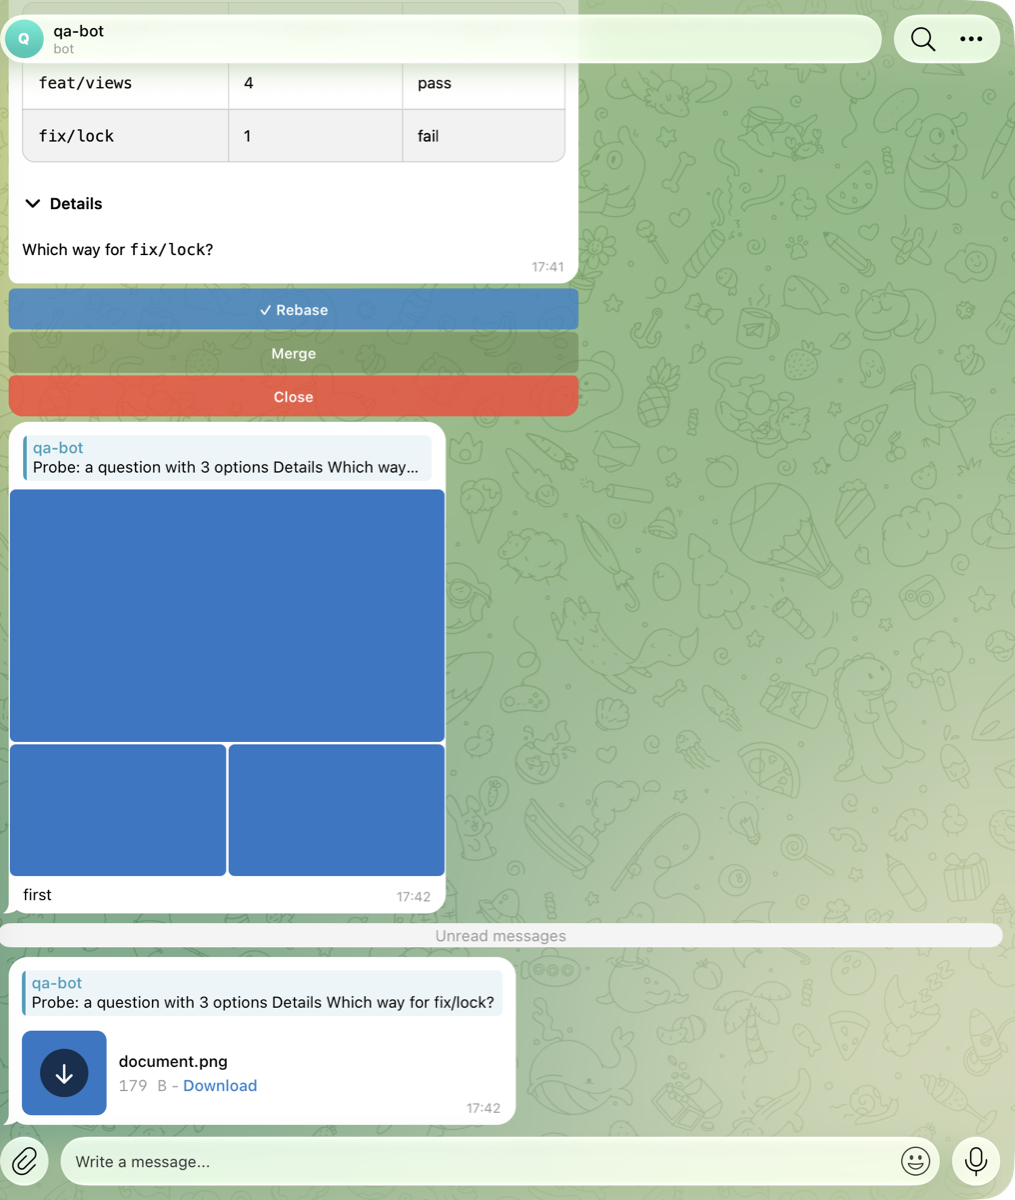 Q
qa-bot
bot
feat/views 4 pass
fix/lock 1 fail
Details
Which way for fix/lock?
17:41
✓ Rebase
Merge
Close
qa-bot
Probe: a question with 3 options Details Which way...
first
17:42
Unread messages
qa-bot
Probe: a question with 3 options Details Which way for fix/lock?
document.png
179 B - Download
17:42
Write a message...